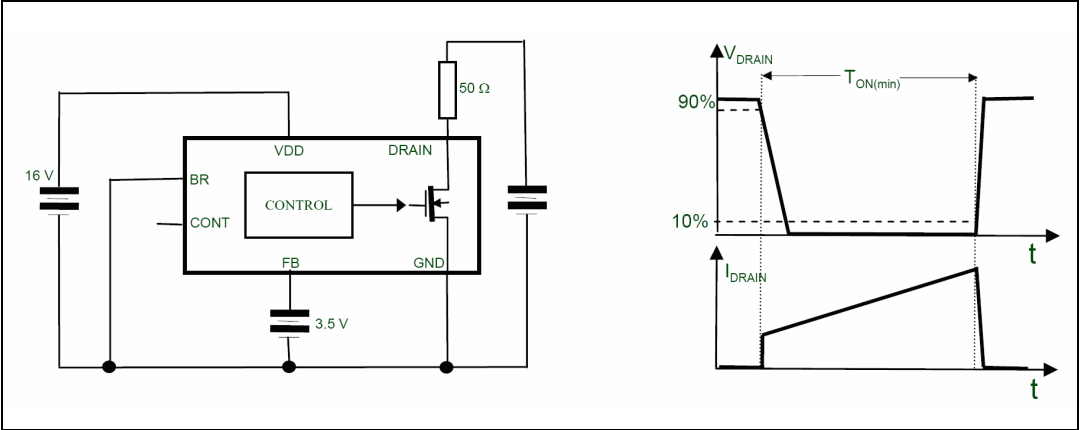 50 Ω
VDD
DRAIN
16 V
BR
CONTROL
CONT
FB
GND
3.5 V
VDRAIN
TON(min)
90%
10%
t
IDRAIN
t